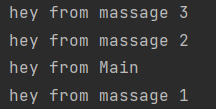 hey from massage 3
hey from massage 2
hey from Main
hey from massage 1